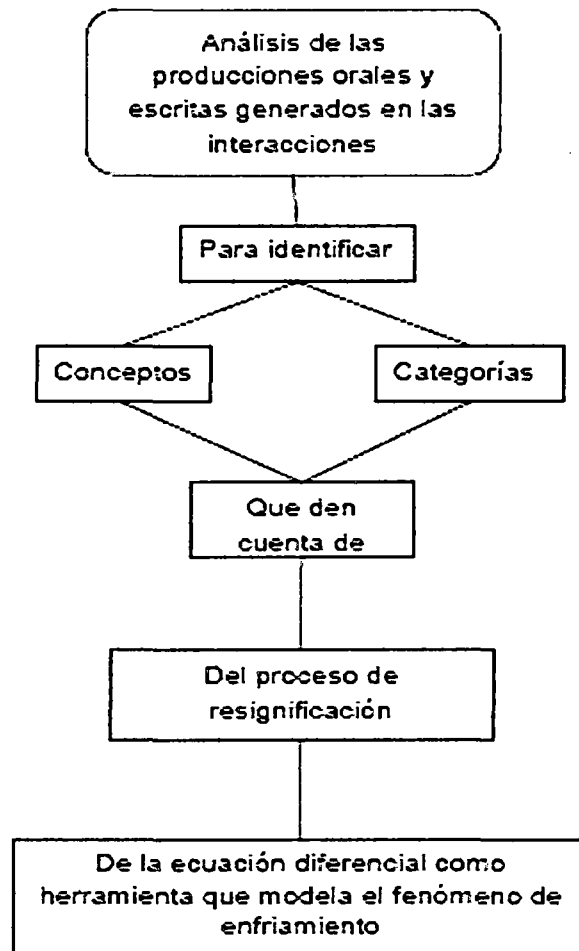 Análisis de las
producciones orales y
escritas generados en las
interacciones
Para identificar
Conceptos
Categorías
Que den
cuenta de
Del proceso de
resignificación
De la ecuación diferencial como
herramienta que modela el fenómeno de
enfriamiento